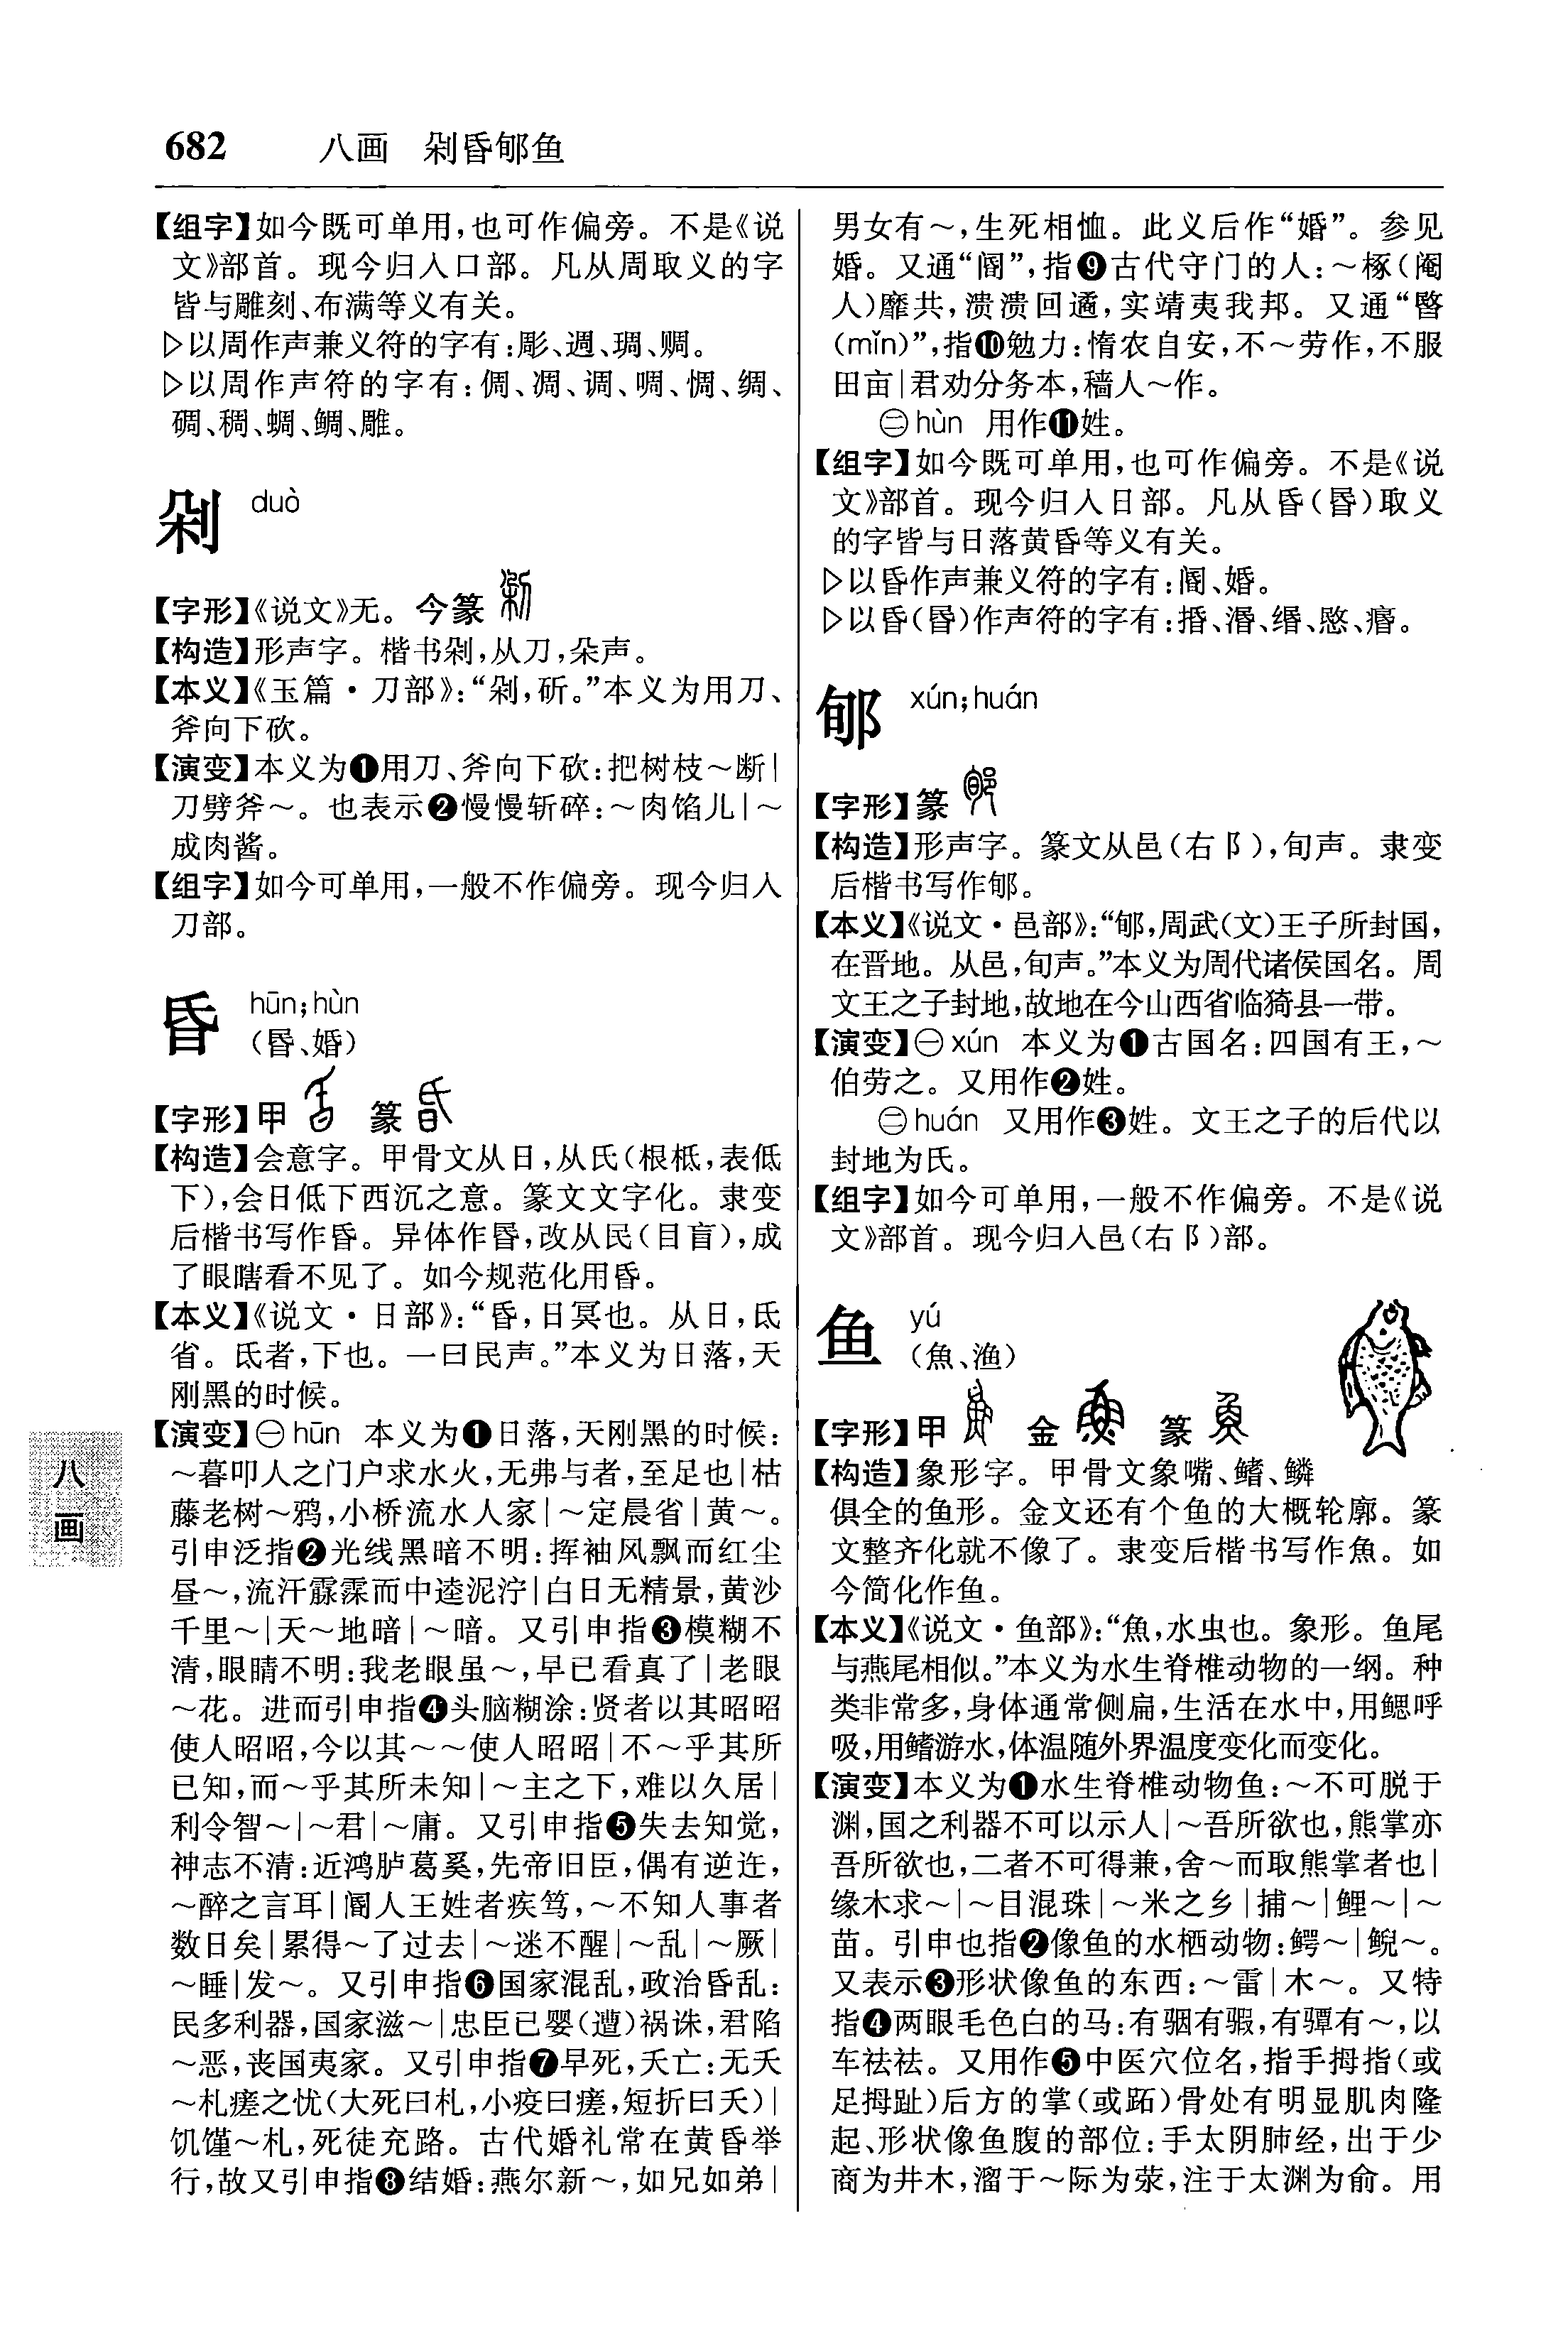 682 八画 剁昏郇鱼
【组字】如今既可单用,也可作偏旁。不是《说
文》部首。现今归入口部。凡从周取义的字
皆与雕刻、布满等义有关。
▷以周作声兼义符的字有:彫、週、琱、赒。
▷以周作声符的字有:倜、凋、调、啁、惆、绸、
碉、稠、蜩、鲷、雕。
剁 duò
【字形】《说文》无。今篆
【构造】形声字。楷书剁,从刀,朵声。
【本义】《玉篇·刀部》:“剁,斫。”本义为用刀、
斧向下砍。
【演变】本义为❶用刀、斧向下砍:把树枝~断|
刀劈斧~。也表示❷慢慢斩碎:~肉馅儿|~
成肉酱。
【组字】如今可单用,一般不作偏旁。现今归入
刀部。
昏 hūn;hùn
(昬、婚)
【字形】甲 篆
【构造】会意字。甲骨文从日,从氏(根柢,表低
下),会日低下西沉之意。篆文文字化。隶变
后楷书写作昏。异体作昬,改从民(目盲),成
了眼瞎看不见了。如今规范化用昏。
【本义】《说文·日部》:“昏,日冥也。从日,氐
省。氐者,下也。一曰民声。”本义为日落,天
刚黑的时候。
【演变】㊀hūn 本义为❶日落,天刚黑的时候:
~暮叩人之门户求水火,无弗与者,至足也|枯
藤老树~鸦,小桥流水人家|~定晨省|黄~。
引申泛指❷光线黑暗不明:挥袖风飘而红尘
昼~,流汗霡霂而中逵泥泞|白日无精景,黄沙
千里~|天~地暗|~暗。又引申指❸模糊不
清,眼睛不明:我老眼虽~,早已看真了|老眼
~花。进而引申指❹头脑糊涂:贤者以其昭昭
使人昭昭,今以其~~使人昭昭|不~乎其所
已知,而~乎其所未知|~主之下,难以久居|
利令智~|~君|~庸。又引申指❺失去知觉,
神志不清:近鸿胪葛奚,先帝旧臣,偶有逆迕,
~醉之言耳|阍人王姓者疾笃,~不知人事者
数日矣|累得~了过去|~迷不醒|~乱|~厥|
~睡|发~。又引申指❻国家混乱,政治昏乱:
民多利器,国家滋~|忠臣已婴(遭)祸诛,君陷
~恶,丧国夷家。又引申指❼早死,夭亡:无夭
~札瘥之忧(大死曰札,小疫曰瘥,短折曰夭)|
饥馑~札,死徒充路。古代婚礼常在黄昏举
行,故又引申指❽结婚:燕尔新~,如兄如弟|
男女有~,生死相恤。此义后作“婚”。参见
婚。又通“阍”,指❾古代守门的人:~椓(阉
人)靡共,溃溃回遹,实靖夷我邦。又通“暋
(mǐn)”,指❿勉力:惰农自安,不~劳作,不服
田亩|君劝分务本,穑人~作。
㊁hùn 用作⓫姓。
【组字】如今既可单用,也可作偏旁。不是《说
文》部首。现今归入日部。凡从昏(昬)取义
的字皆与日落黄昏等义有关。
▷以昏作声兼义符的字有:阍、婚。
▷以昏(昬)作声符的字有:捪、湣、缗、愍、痻。
郇 xún;huán
【字形】篆
【构造】形声字。篆文从邑(右阝),旬声。隶变
后楷书写作郇。
【本义】《说文·邑部》:“郇,周武(文)王子所封国,
在晋地。从邑,旬声。”本义为周代诸侯国名。周
文王之子封地,故地在今山西省临猗县一带。
【演变】㊀xún 本义为❶古国名:四国有王,~
伯劳之。又用作❷姓。
㊁huán 又用作❸姓。文王之子的后代以
封地为氏。
【组字】如今可单用,一般不作偏旁。不是《说
文》部首。现今归入邑(右阝)部。
鱼 yú
(魚、渔)
【字形】甲 金 篆
【构造】象形字。甲骨文象嘴、鳍、鳞
俱全的鱼形。金文还有个鱼的大概轮廓。篆
文整齐化就不像了。隶变后楷书写作魚。如
今简化作鱼。
【本义】《说文·鱼部》:“魚,水虫也。象形。鱼尾
与燕尾相似。”本义为水生脊椎动物的一纲。种
类非常多,身体通常侧扁,生活在水中,用鳃呼
吸,用鳍游水,体温随外界温度变化而变化。
【演变】本义为❶水生脊椎动物鱼:~不可脱于
渊,国之利器不可以示人|~吾所欲也,熊掌亦
吾所欲也,二者不可得兼,舍~而取熊掌者也|
缘木求~|~目混珠|~米之乡|捕~|鲤~|~
苗。引申也指❷像鱼的水栖动物:鳄~|鲵~。
又表示❸形状像鱼的东西:~雷|木~。又特
指❹两眼毛色白的马:有骃有騢,有驔有~,以
车祛祛。又用作❺中医穴位名,指手拇指(或
足拇趾)后方的掌(或跖)骨处有明显肌肉隆
起、形状像鱼腹的部位:手太阴肺经,出于少
商为井木,溜于~际为荥,注于太渊为俞。用
八
画